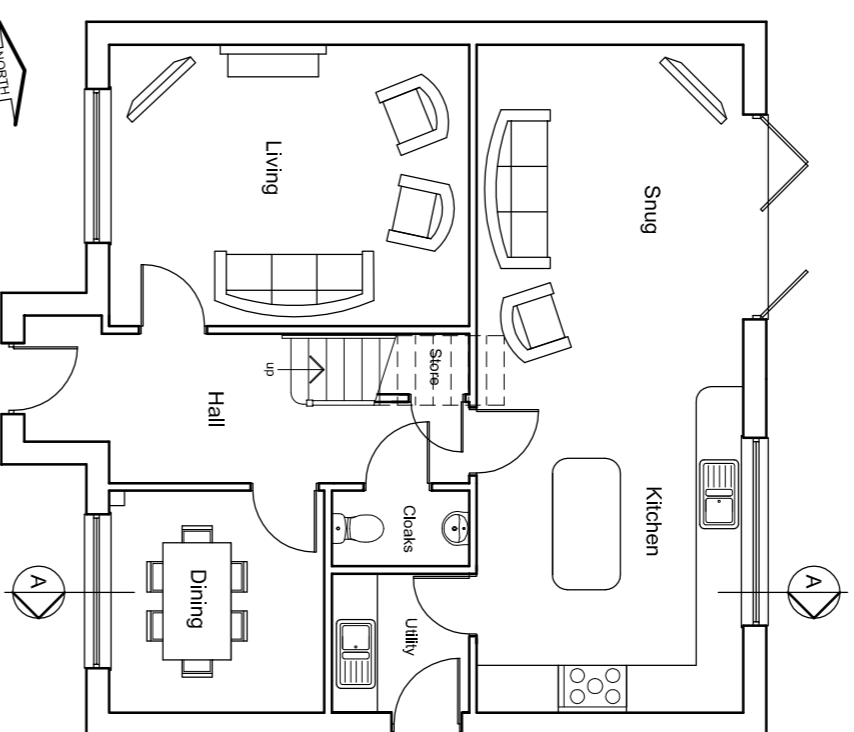 NORTH
Living
Snug
Store
up
Hall
Kitchen
Cloaks
Dining
Utility
A
A